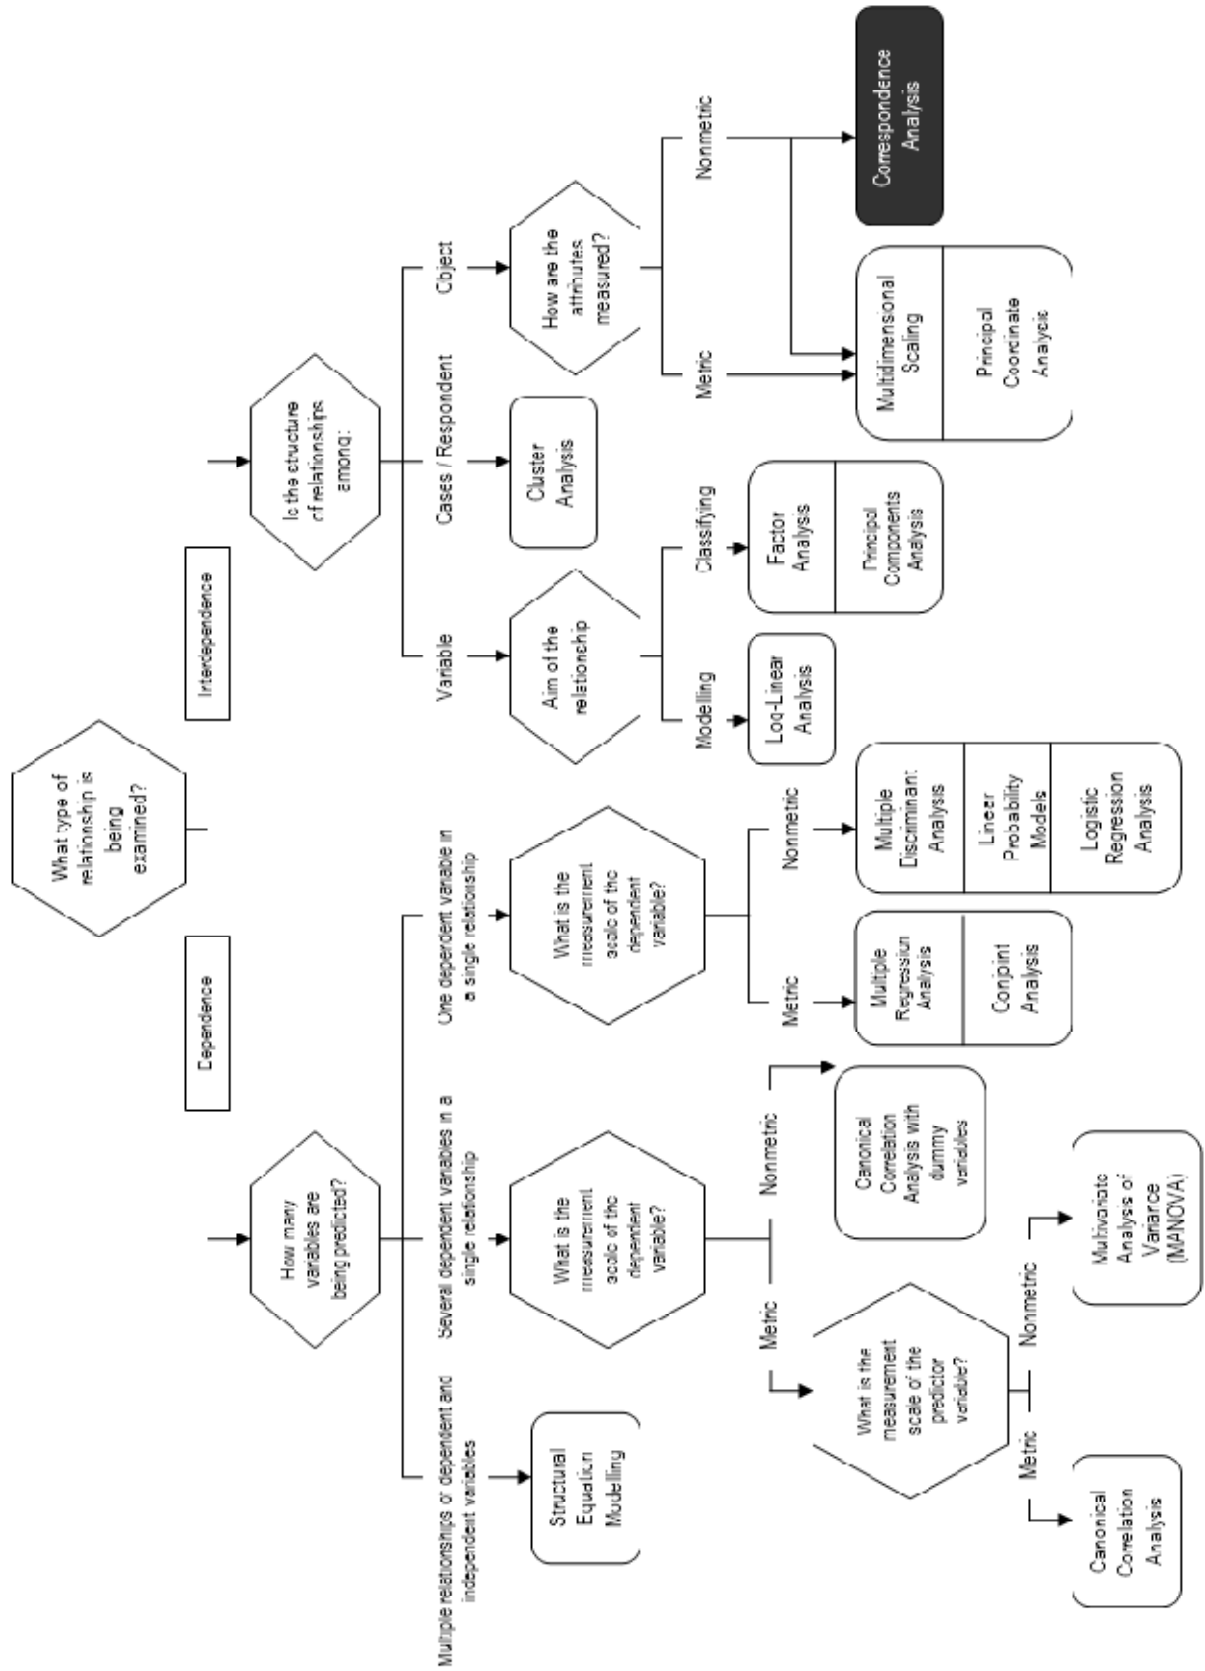 What type of
relationship is
being
examined?
Dependence
Interdependence
How many
variables are
being predicted?
Is the structure
of relationships
among:
Multiple relationships of dependent and
independent variables
Several dependent variables in a
single relationship
One dependent variable in
a single relationship
Variable
Cases / Respondent
Object
Structural
Equation
Modelling
What is the
measurement
scale of the
dependent
variable?
What is the
measurement
scale of the
dependent
variable?
Aim of the
relationship
Cluster
Analysis
How are the
attributes
measured?
Metric
Nonmetric
Metric
Nonmetric
Modelling
Classifying
Metric
Nonmetric
What is the
measurement
scale of the
predictor
variable?
Canonical
Correlation
Analysis with
dummy
variables
Multiple
Regression
Analysis
Conjoint
Analysis
Multiple
Discriminant
Analysis
Linear
Probability
Models
Logistic
Regression
Analysis
Log-Linear
Analysis
Factor
Analysis
Principal
Components
Analysis
Multidimensional
Scaling
Principal
Coordinate
Analysis
Correspondence
Analysis
Metric
Nonmetric
Canonical
Correlation
Analysis
Multivariate
Analysis of
Variance
(MANOVA)